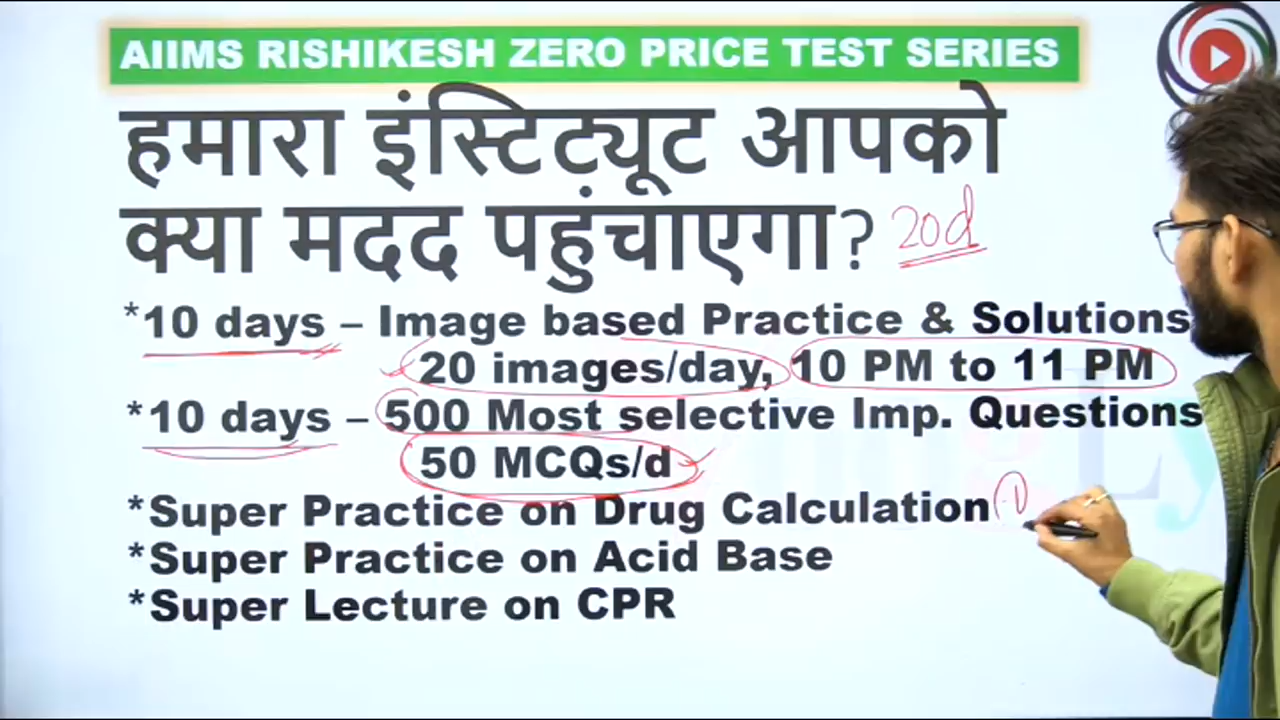 AIIMS RISHIKESH ZERO PRICE TEST SERIES
हमारा इंस्टिट्यूट आपको
क्या मदद पहुंचाएगा? 20d
*10 days – Image based Practice & Solutions
20 images/day, 10 PM to 11 PM
*10 days – 500 Most selective Imp. Questions
50 MCQs/d
*Super Practice on Drug Calculation
*Super Practice on Acid Base
*Super Lecture on CPR